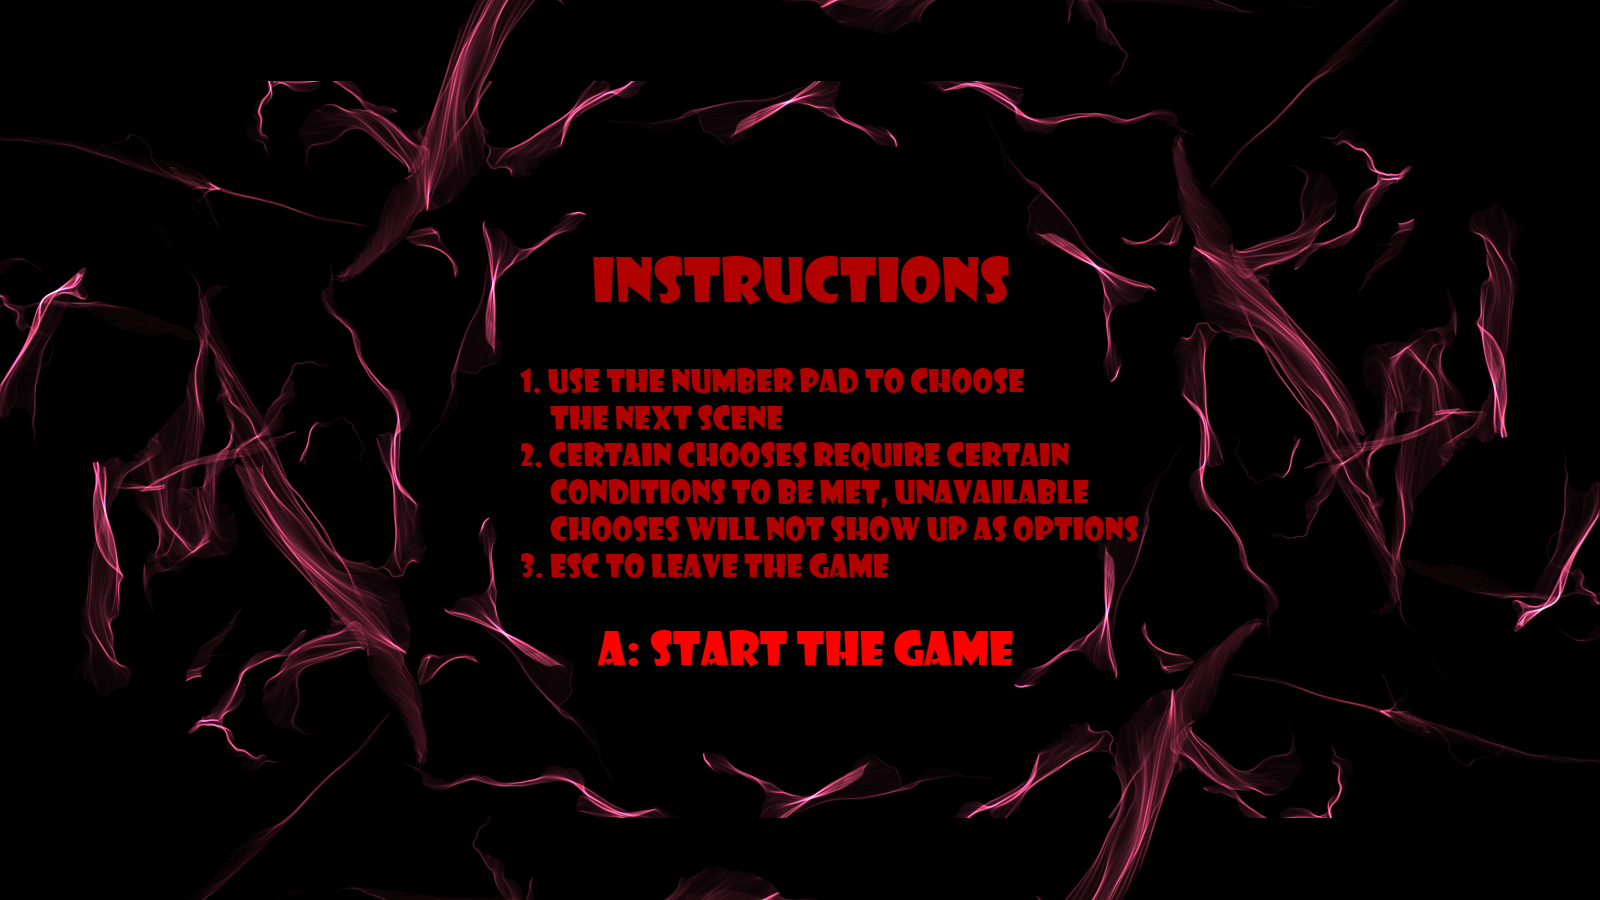 INSTRUCTIONS
1. USE THE NUMBER PAD TO CHOOSE
THE NEXT SCENE
2. CERTAIN CHOOSES REQUIRE CERTAIN
CONDITIONS TO BE MET, UNAVAILABLE
CHOOSES WILL NOT SHOW UP AS OPTIONS
3. ESC TO LEAVE THE GAME
A: START THE GAME